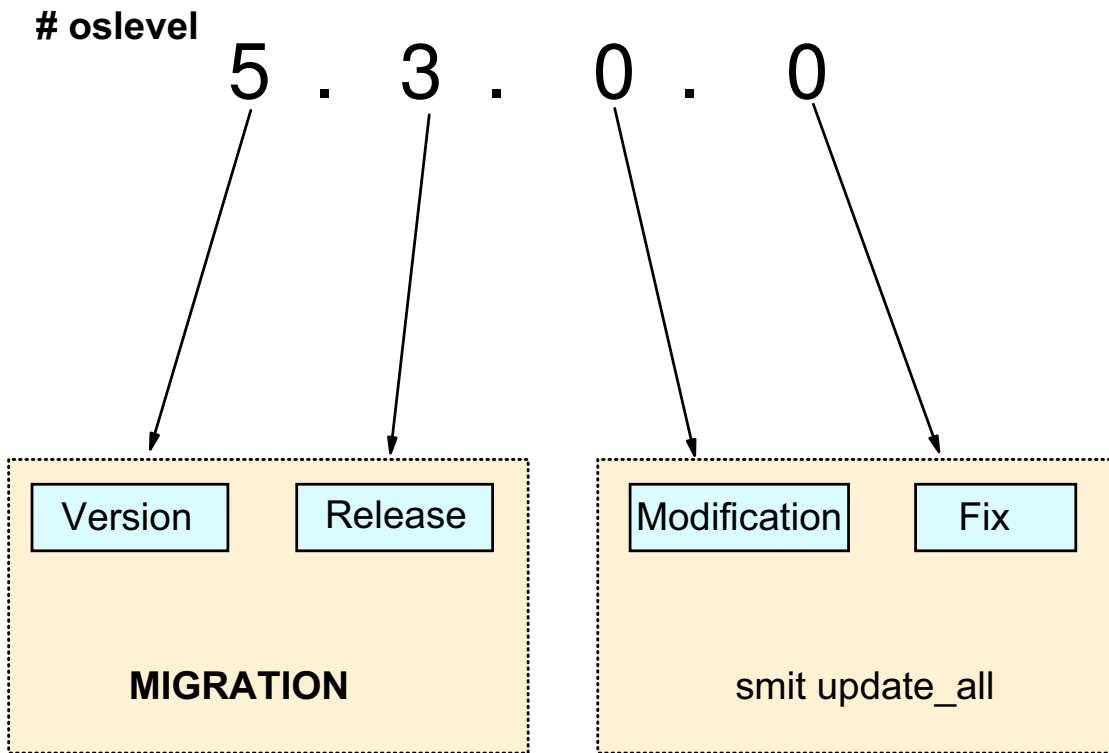 # oslevel
5 . 3 . 0 . 0
Version Release Modification Fix
MIGRATION smit update_all